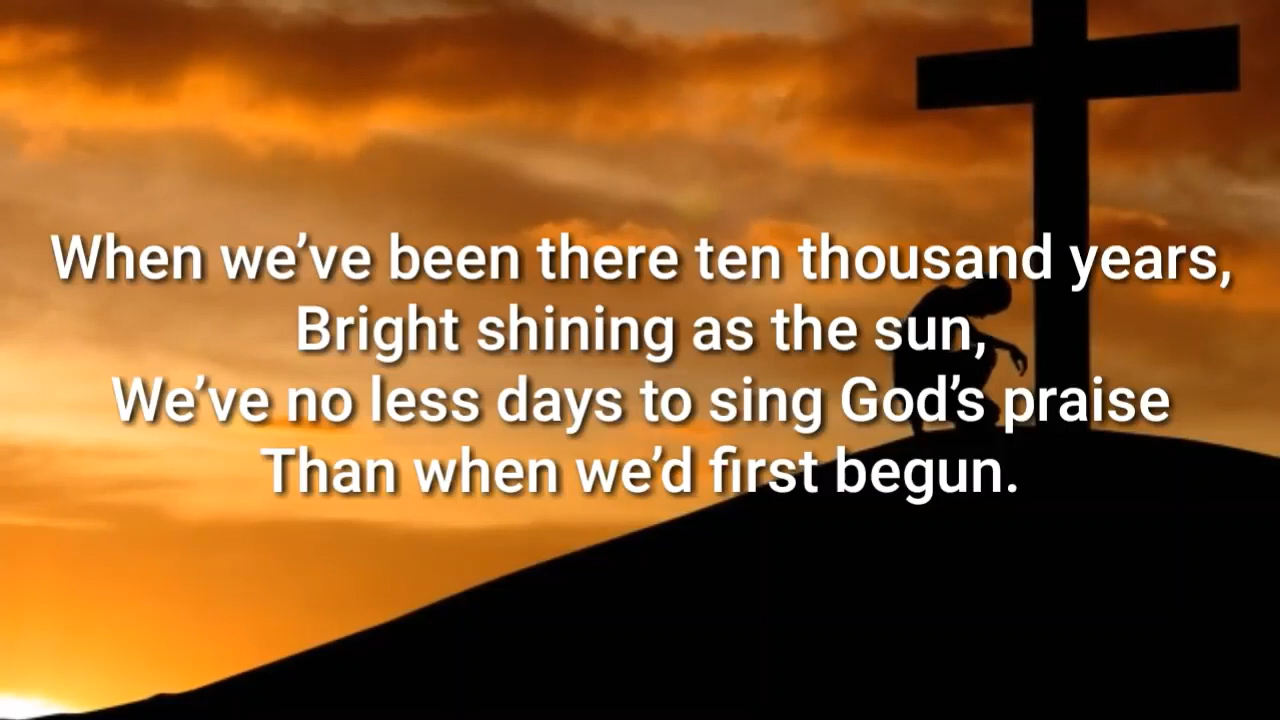 When we’ve been there ten thousand years,
Bright shining as the sun,
We’ve no less days to sing God’s praise
Than when we’d first begun.